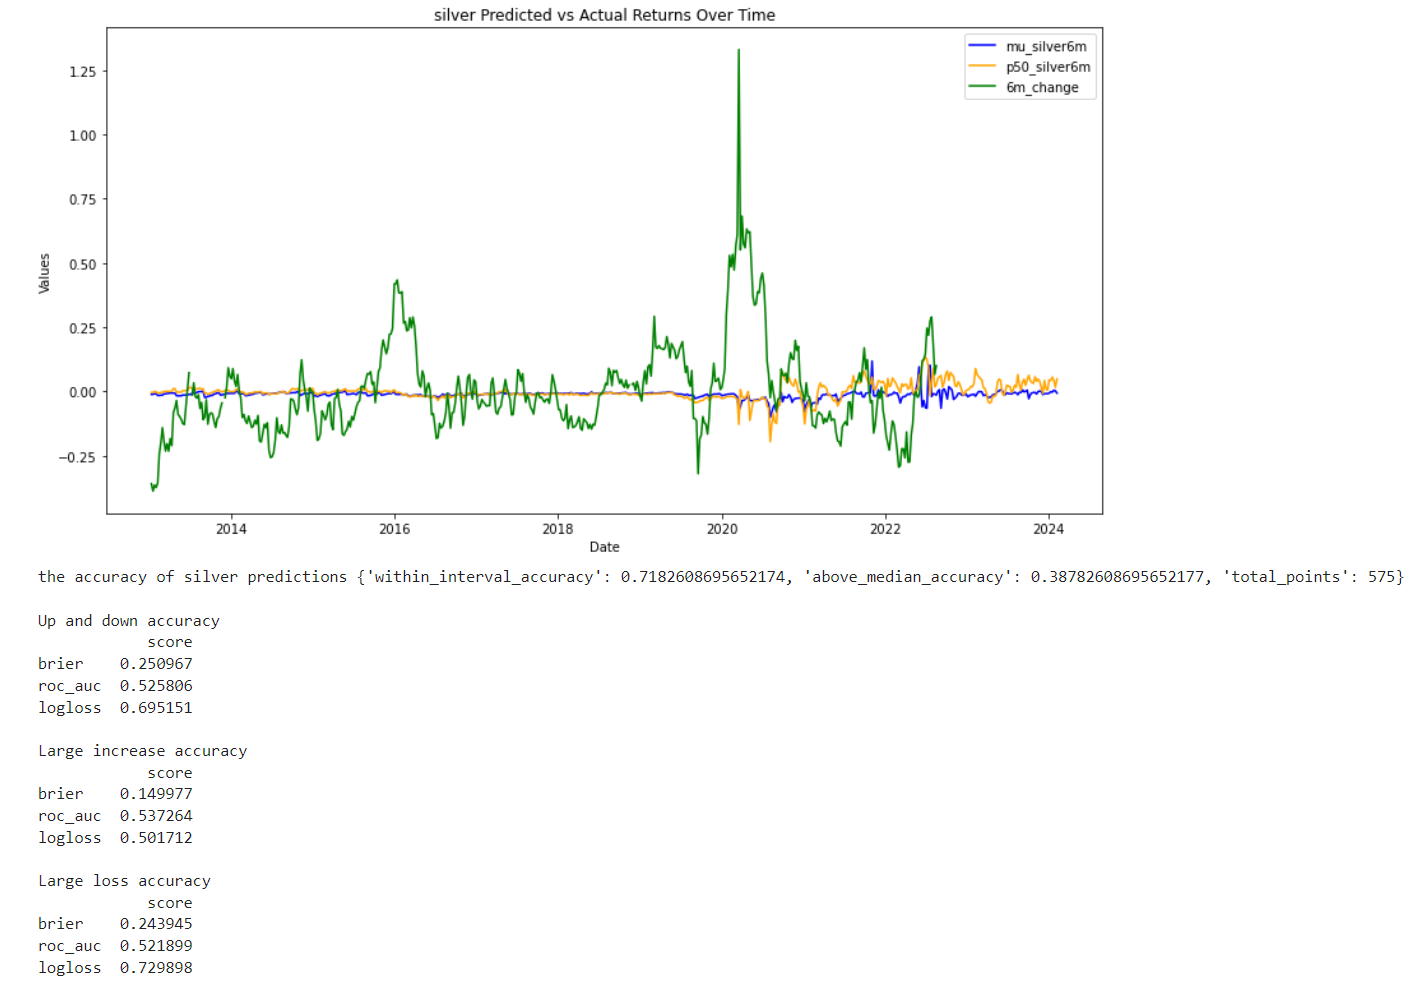 silver Predicted vs Actual Returns Over Time
mu_silver6m
p50_silver6m
6m_change
1.25
1.00
0.75
0.50
0.25
0.00
−0.25
Values
2014
2016
2018
2020
2022
2024
Date
the accuracy of silver predictions {'within_interval_accuracy': 0.7182608695652174, 'above_median_accuracy': 0.38782608695652177, 'total_points': 575}
Up and down accuracy
score
brier 0.250967
roc_auc 0.525806
logloss 0.695151
Large increase accuracy
score
brier 0.149977
roc_auc 0.537264
logloss 0.501712
Large loss accuracy
score
brier 0.243945
roc_auc 0.521899
logloss 0.729898